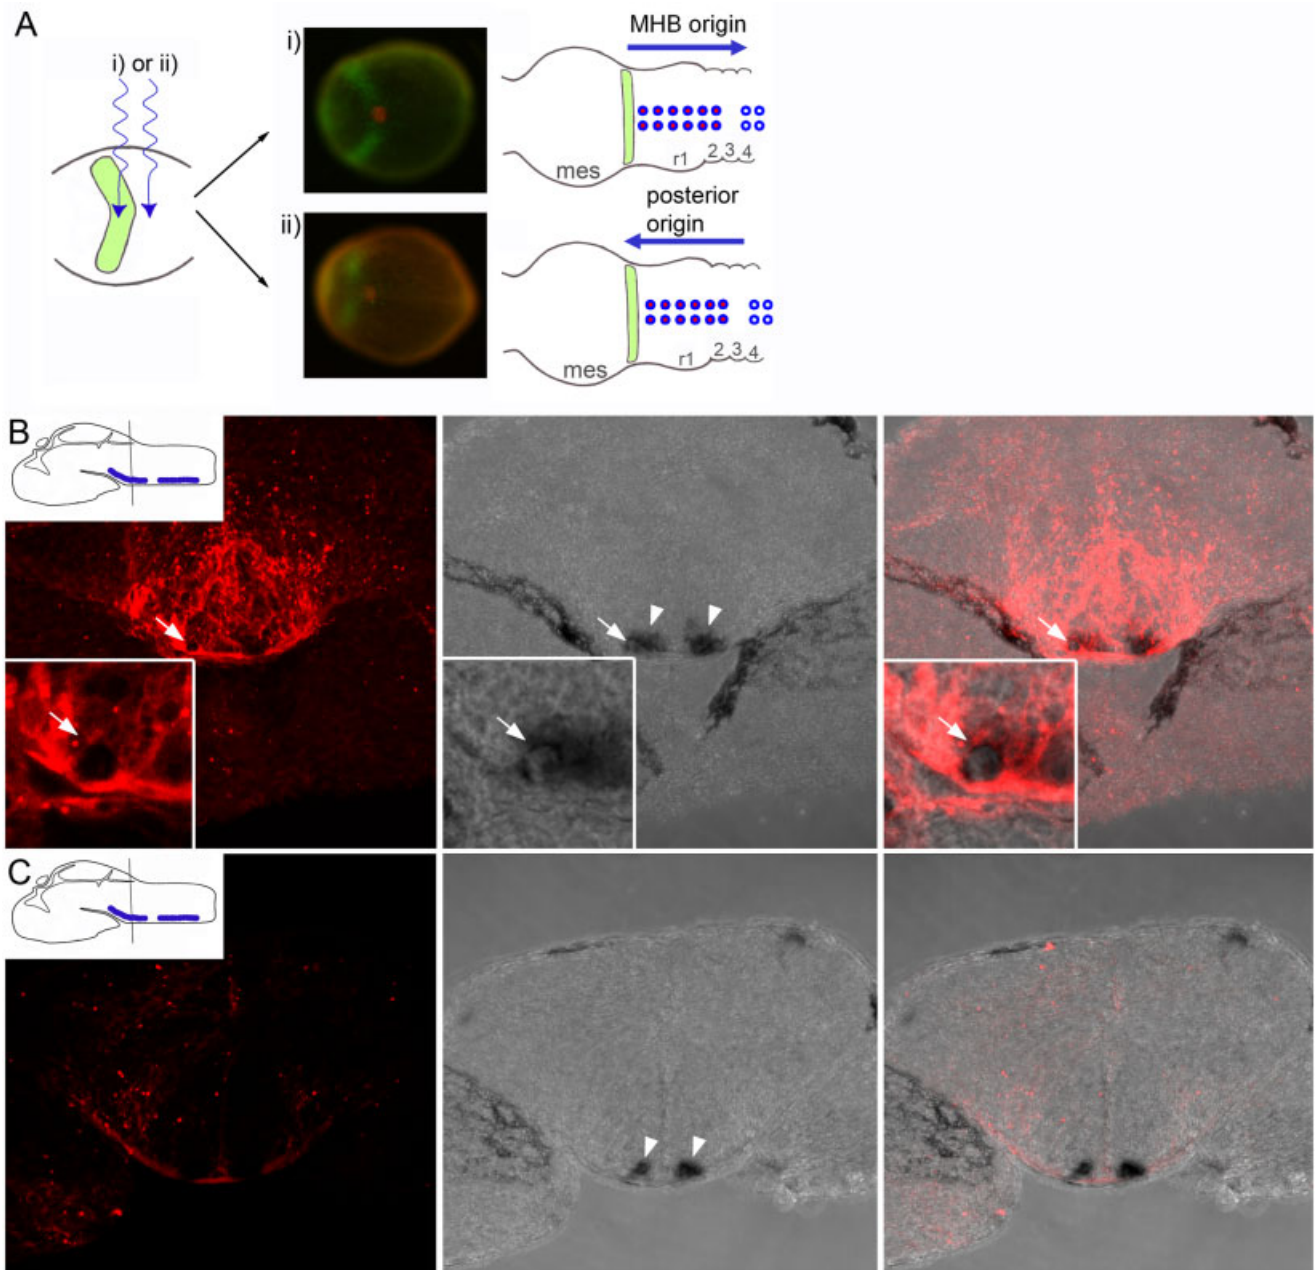 A
i) or ii)
i)
MHB origin
mes
r1
2 3 4
ii)
posterior
origin
mes
r1
2 3 4
B
C